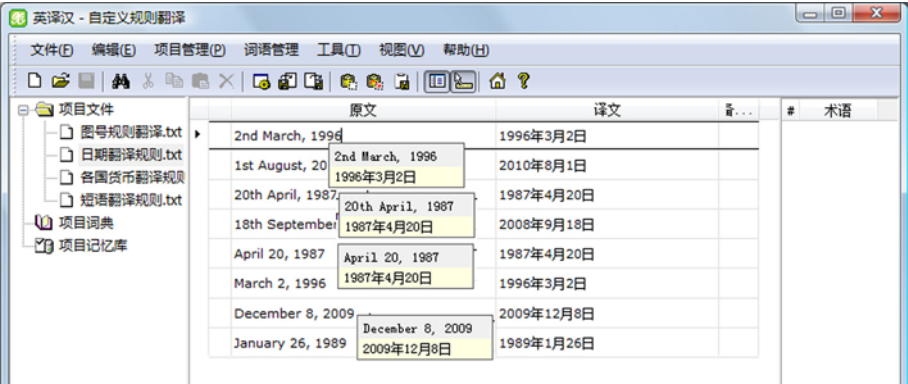 英译汉 - 自定义规则翻译
文件(F) 编辑(E) 项目管理(P) 词语管理 工具(T) 视图(V) 帮助(H)
项目文件
图号规则翻译.txt
日期翻译规则.txt
各国货币翻译规则
短语翻译规则.txt
项目词典
项目记忆库
原文 译文 # 术语
2nd March, 1996 1996年3月2日
2nd March, 1996
1996年3月2日
1st August, 20 2010年8月1日
20th April, 1987 1987年4月20日
20th April, 1987
1987年4月20日
18th September 2008年9月18日
April 20, 1987 1987年4月20日
April 20, 1987
1987年4月20日
March 2, 1996 1996年3月2日
December 8, 2009 2009年12月8日
December 8, 2009
2009年12月8日
January 26, 1989 1989年1月26日